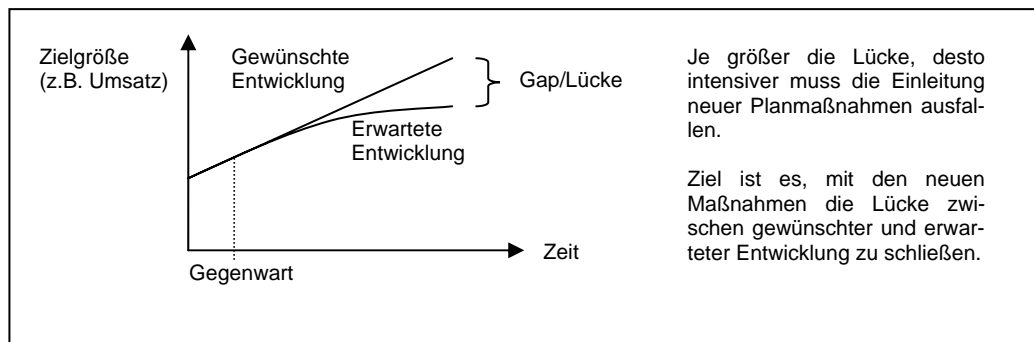 Zielgröße
(z.B. Umsatz)
Gewünschte
Entwicklung
Gap/Lücke
Erwartete
Entwicklung
Zeit
Gegenwart
Je größer die Lücke, desto
intensiver muss die Einleitung
neuer Planmaßnahmen ausfal-
len.
Ziel ist es, mit den neuen
Maßnahmen die Lücke zwi-
schen gewünschter und erwar-
teter Entwicklung zu schließen.